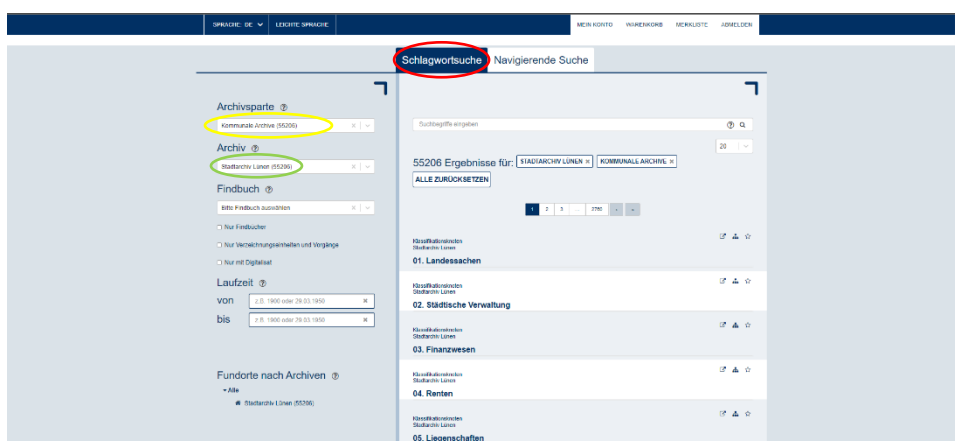 SPRACHE: DE LEICHTE SPRACHE
MEIN KONTO WARENKORB MERKLISTE ABMELDEN
Schlagwortsuche Navigierende Suche
Archivsparte
Kommunale Archive (55206)
Archiv
Stadtarchiv Lünen (55206)
Findbuch
Bitte Findbuch auswählen
Nur Findbücher
Nur Verzeichnungseinheiten und Vorgänge
Nur mit Digitalisat
Laufzeit
von z.B. 1900 oder 29.03.1950
bis z.B. 1900 oder 29.03.1950
Fundorte nach Archiven
Alle
Stadtarchiv Lünen (55206)
Suchbegriffe eingeben
20
55206 Ergebnisse für: STADTARCHIV LÜNEN × KOMMUNALE ARCHIVE ×
ALLE ZURÜCKSETZEN
1 2 3 ... 2760
Klassifikationsknoten
Stadtarchiv Lünen
01. Landessachen
Klassifikationsknoten
Stadtarchiv Lünen
02. Städtische Verwaltung
Klassifikationsknoten
Stadtarchiv Lünen
03. Finanzwesen
Klassifikationsknoten
Stadtarchiv Lünen
04. Renten
Klassifikationsknoten
Stadtarchiv Lünen
05. Liegenschaften